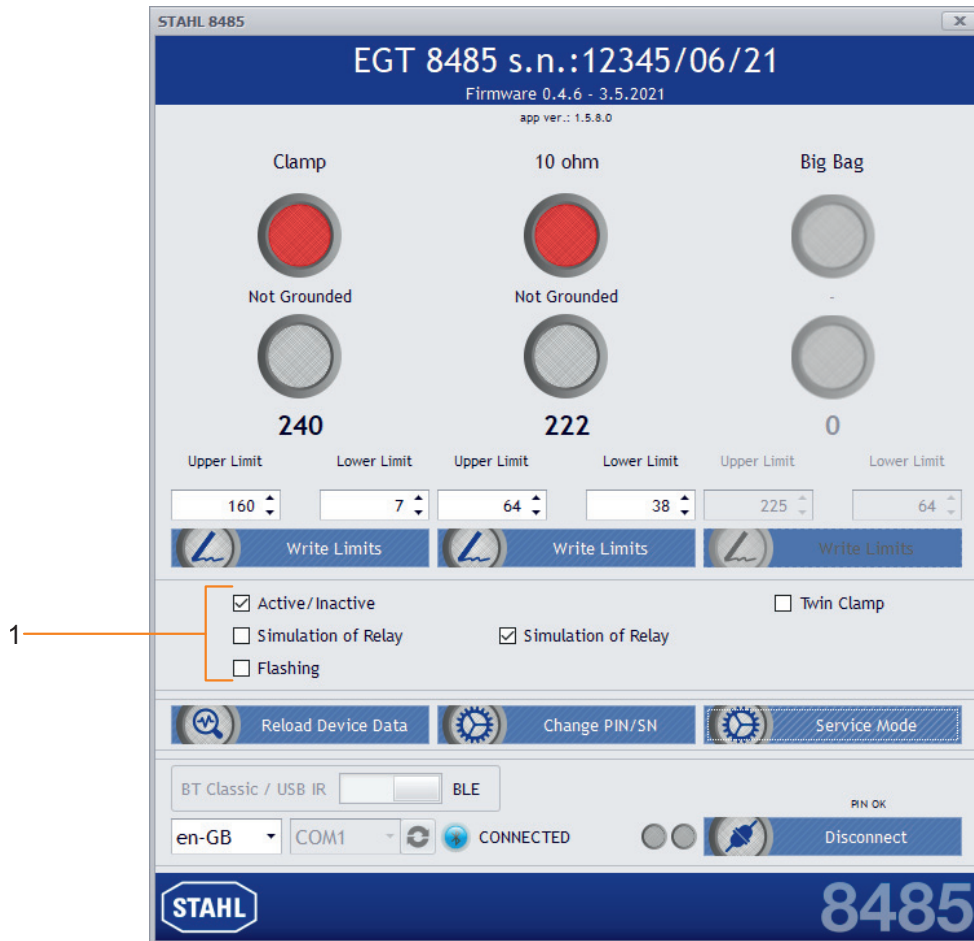 STAHL 8485
EGT 8485 s.n.:12345/06/21
Firmware 0.4.6 - 3.5.2021
app ver.: 1.5.8.0
Clamp 10 ohm Big Bag
Not Grounded Not Grounded -
240 222 0
Upper Limit Lower Limit Upper Limit Lower Limit Upper Limit Lower Limit
160 7 64 38 225 64
Write Limits Write Limits Write Limits
Active/Inactive Twin Clamp
1 Simulation of Relay Simulation of Relay
Flashing
Reload Device Data Change PIN/SN Service Mode
BT Classic / USB IR BLE
PIN OK
en-GB COM1 CONNECTED Disconnect
STAHL 8485